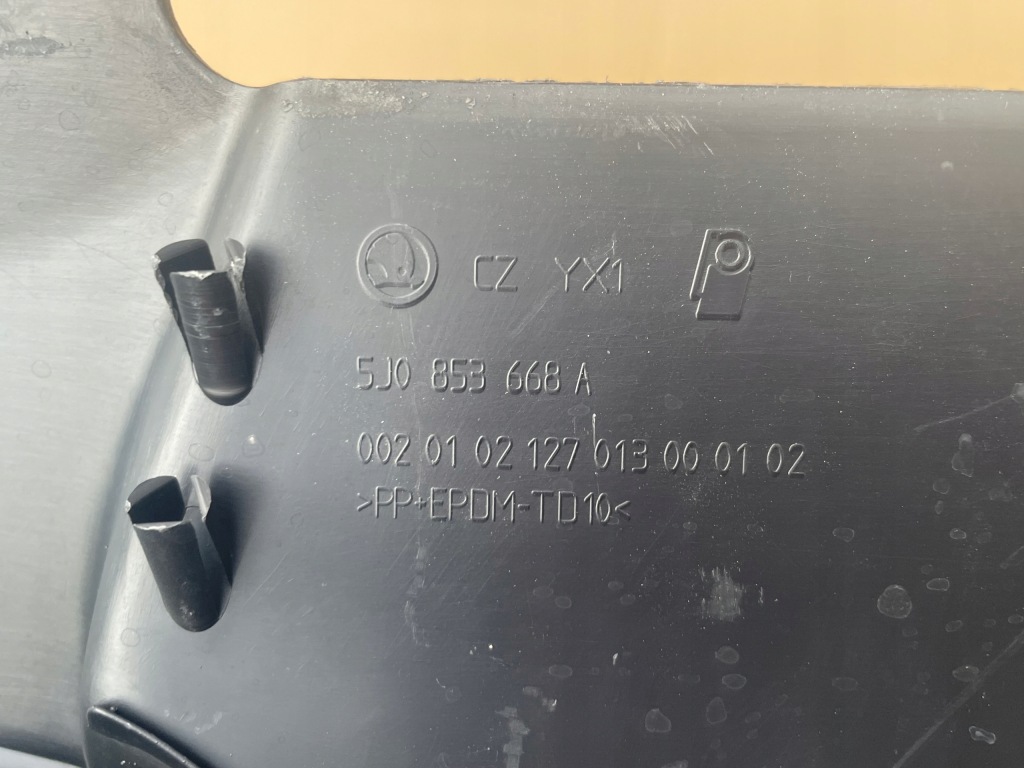 CZ YX1
5J0 853 668 A
002 01 02 127 013 00 01 02
>PP+EPDM-TD10<